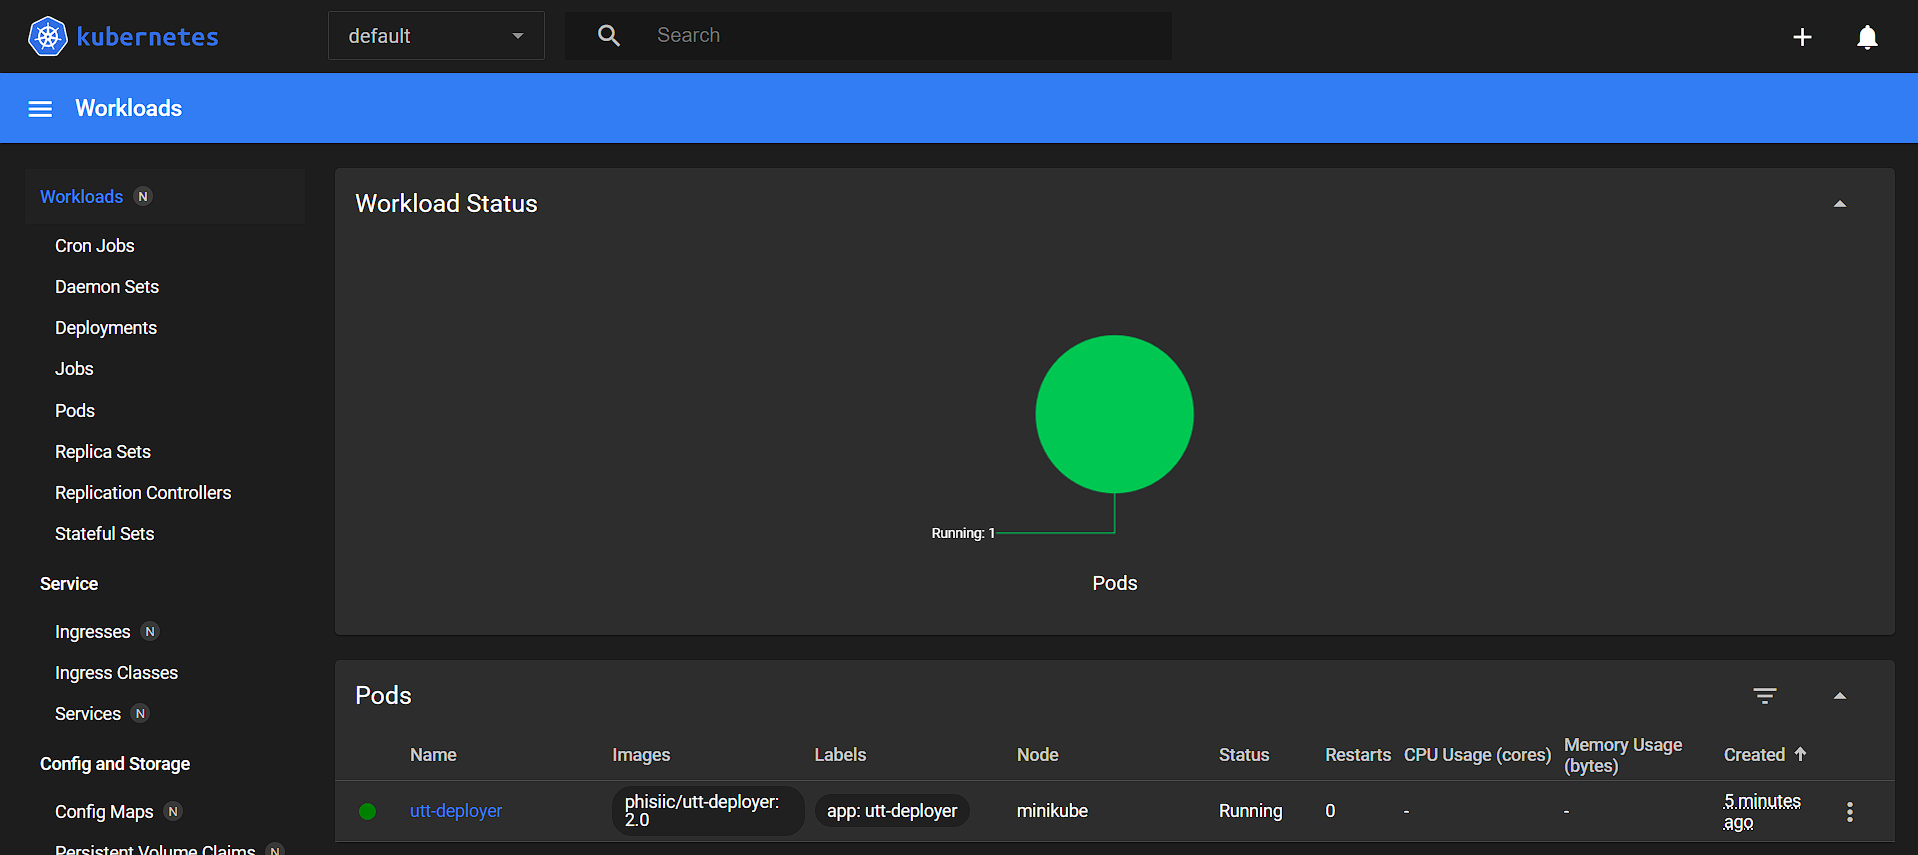 kubernetes
default
Search
Workloads
Workloads N
Cron Jobs
Daemon Sets
Deployments
Jobs
Pods
Replica Sets
Replication Controllers
Stateful Sets
Service
Ingresses N
Ingress Classes
Services N
Config and Storage
Config Maps N
Persistent Volume Claims N
Workload Status
Running: 1
Pods
Pods
Name Images Labels Node Status Restarts CPU Usage (cores) Memory Usage (bytes) Created
utt-deployer
phisiic/utt-deployer:
2.0
app: utt-deployer
minikube
Running
0
-
-
5 minutes
ago